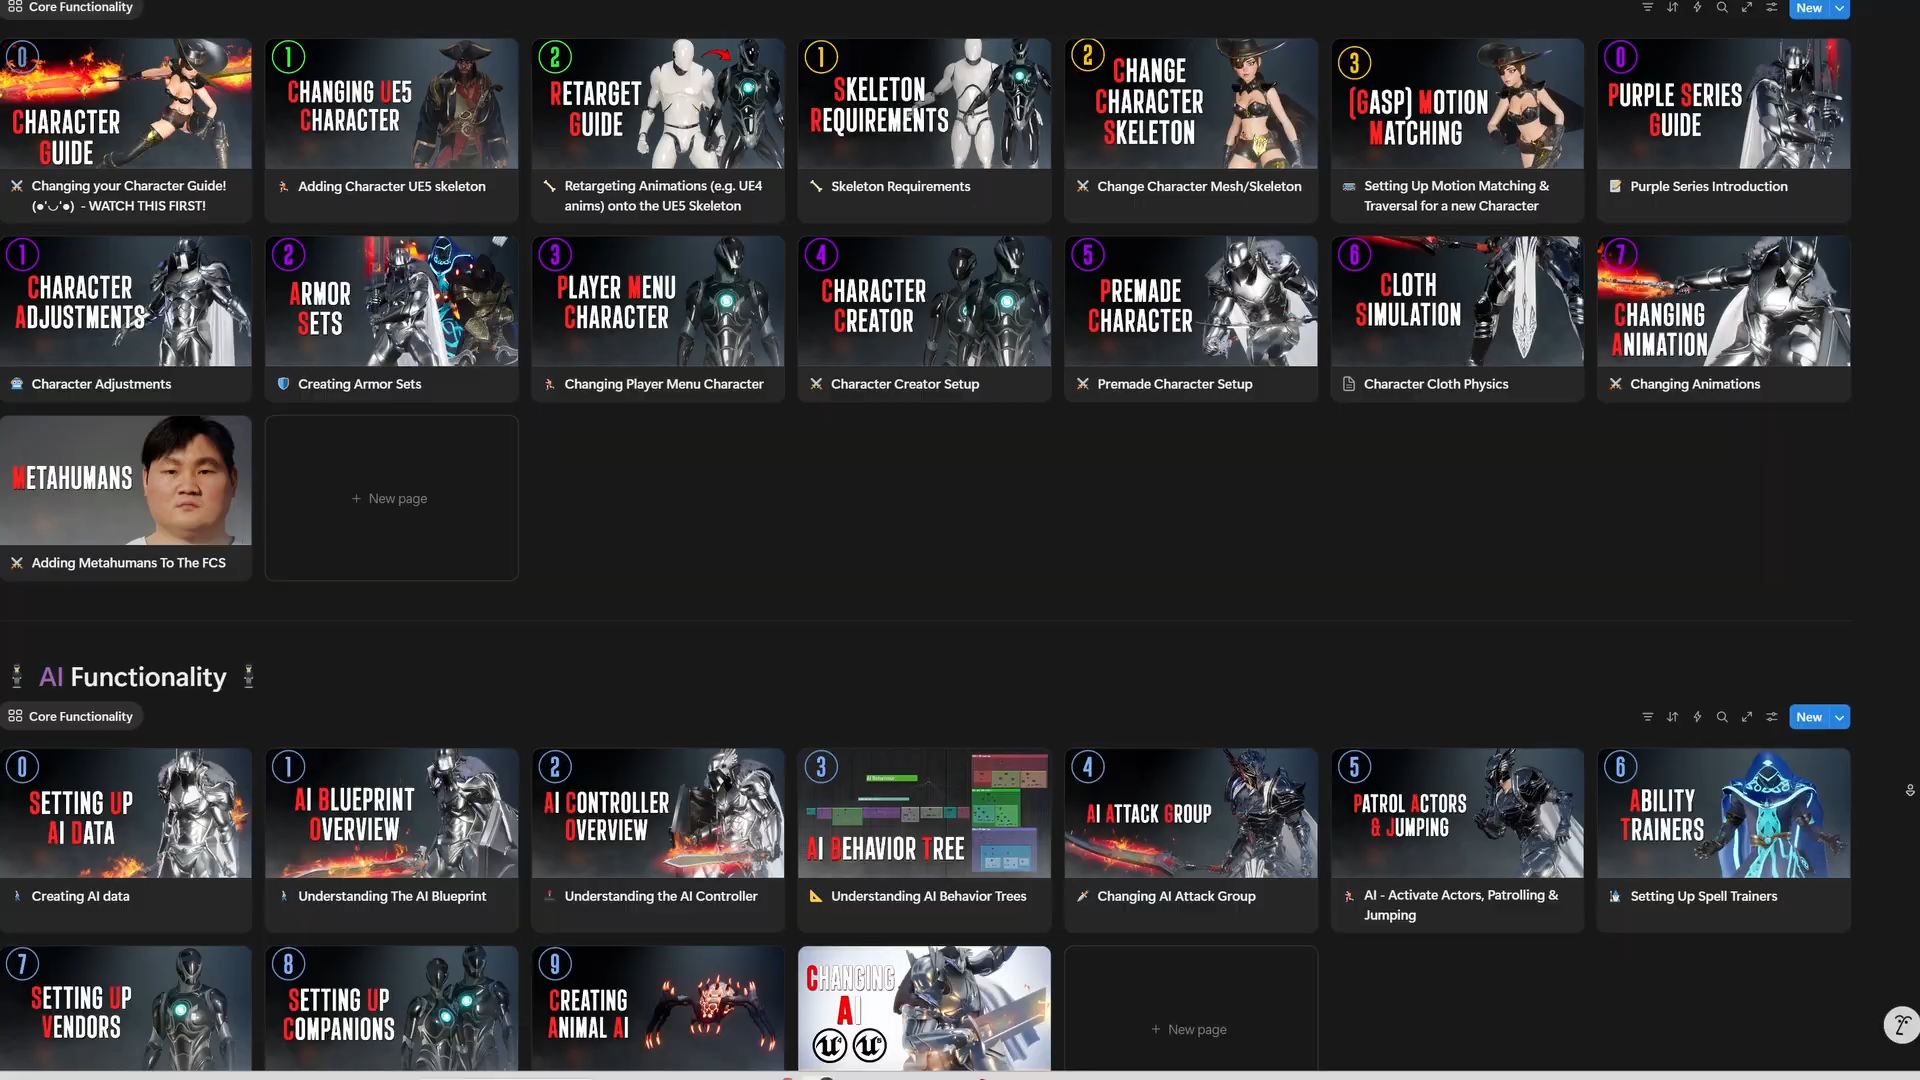 Core Functionality
New
0
CHARACTER
GUIDE
Changing your Character Guide!
(●'◡'●) - WATCH THIS FIRST!
1
CHANGING UE5
CHARACTER
Adding Character UE5 skeleton
2
RETARGET
GUIDE
Retargeting Animations (e.g. UE4
anims) onto the UE5 Skeleton
1
SKELETON
REQUIREMENTS
Skeleton Requirements
2
CHANGE
CHARACTER
SKELETON
Change Character Mesh/Skeleton
3
(GASP) MOTION
MATCHING
Setting Up Motion Matching &
Traversal for a new Character
0
PURPLE SERIES
GUIDE
Purple Series Introduction
1
CHARACTER
ADJUSTMENTS
Character Adjustments
2
ARMOR
SETS
Creating Armor Sets
3
PLAYER MENU
CHARACTER
Changing Player Menu Character
4
CHARACTER
CREATOR
Character Creator Setup
5
PREMADE
CHARACTER
Premade Character Setup
6
CLOTH
SIMULATION
Character Cloth Physics
7
CHANGING
ANIMATION
Changing Animations
METAHUMANS
Adding Metahumans To The FCS
+ New page
AI Functionality
Core Functionality
New
0
SETTING UP
AI DATA
Creating AI data
1
AI BLUEPRINT
OVERVIEW
Understanding The AI Blueprint
2
AI CONTROLLER
OVERVIEW
Understanding the AI Controller
3
AI BEHAVIOR TREE
Understanding AI Behavior Trees
4
AI ATTACK GROUP
Changing AI Attack Group
5
PATROL ACTORS
& JUMPING
AI - Activate Actors, Patrolling &
Jumping
6
ABILITY
TRAINERS
Setting Up Spell Trainers
7
SETTING UP
VENDORS
8
SETTING UP
COMPANIONS
9
CREATING
ANIMAL AI
CHANGING
AI
+ New page